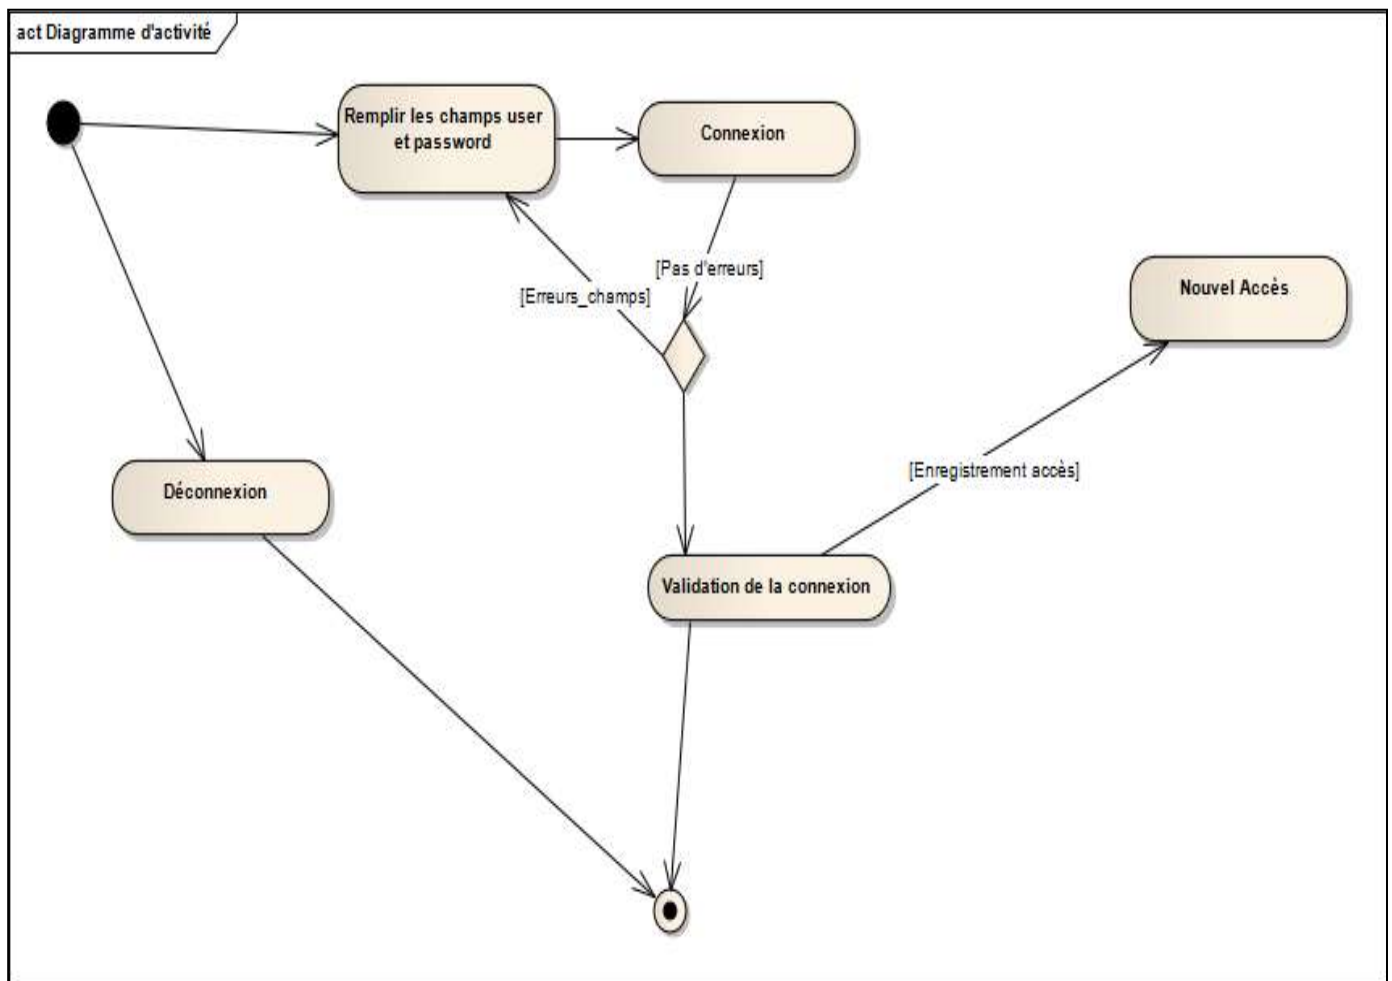 act Diagramme d'activité
Remplir les champs user
et password
Connexion
[Pas d'erreurs]
[Erreurs_champs]
Nouvel Accès
[Enregistrement accès]
Déconnexion
Validation de la connexion